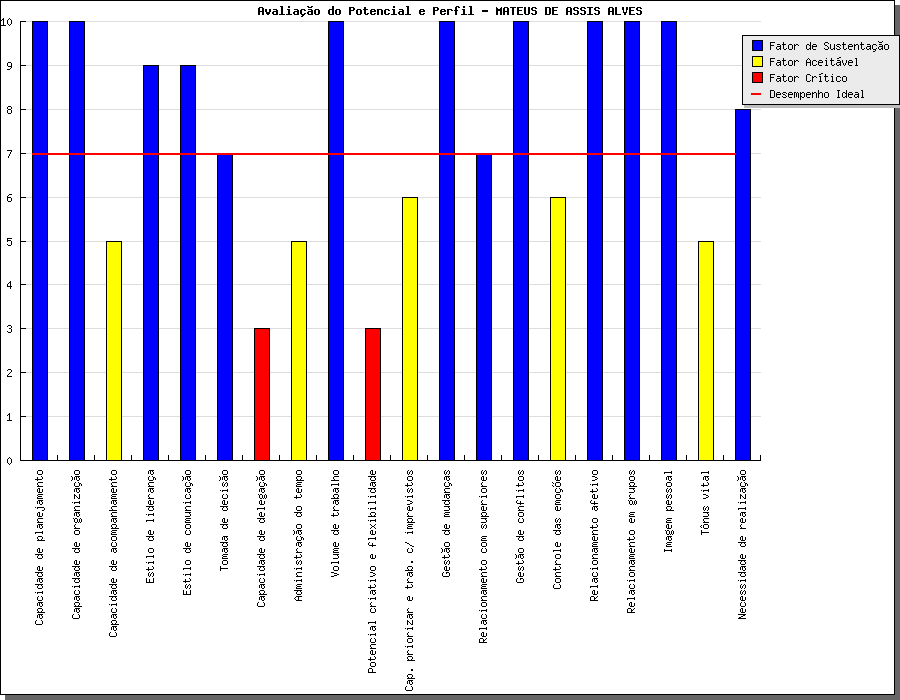 Avaliação do Potencial e Perfil - MATEUS DE ASSIS ALVES
10
9
8
7
6
5
4
3
2
1
0
Fator de Sustentação
Fator Aceitável
Fator Crítico
Desempenho Ideal
Capacidade de planejamento
Capacidade de organização
Capacidade de acompanhamento
Estilo de liderança
Estilo de comunicação
Tomada de decisão
Capacidade de delegação
Administração do tempo
Volume de trabalho
Potencial criativo e flexibilidade
Cap. priorizar e trab. c/ imprevistos
Gestão de mudanças
Relacionamento com superiores
Gestão de conflitos
Controle das emoções
Relacionamento afetivo
Relacionamento em grupos
Imagem pessoal
Tônus vital
Necessidade de realização